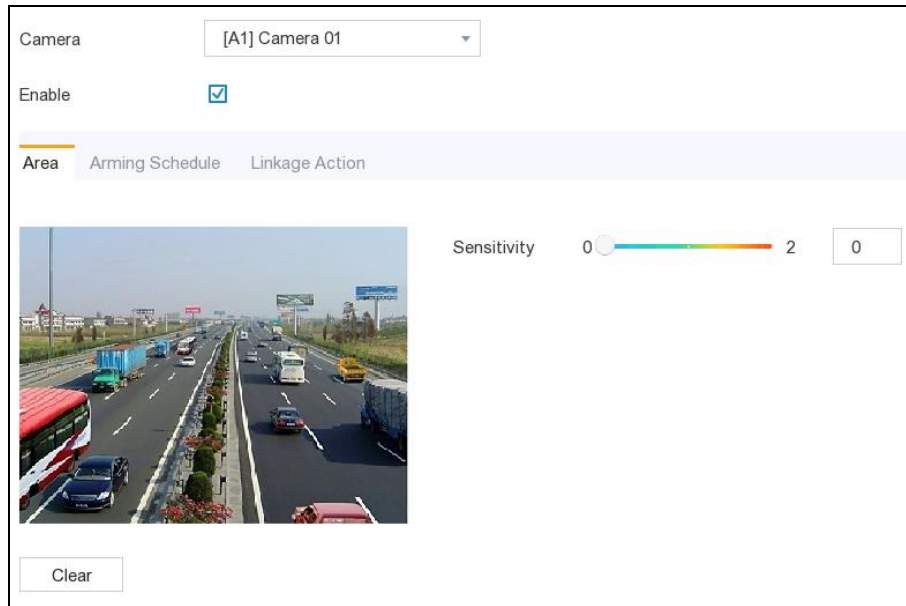 Camera [A1] Camera 01
Enable
Area Arming Schedule Linkage Action
Sensitivity 0 2 0
Clear